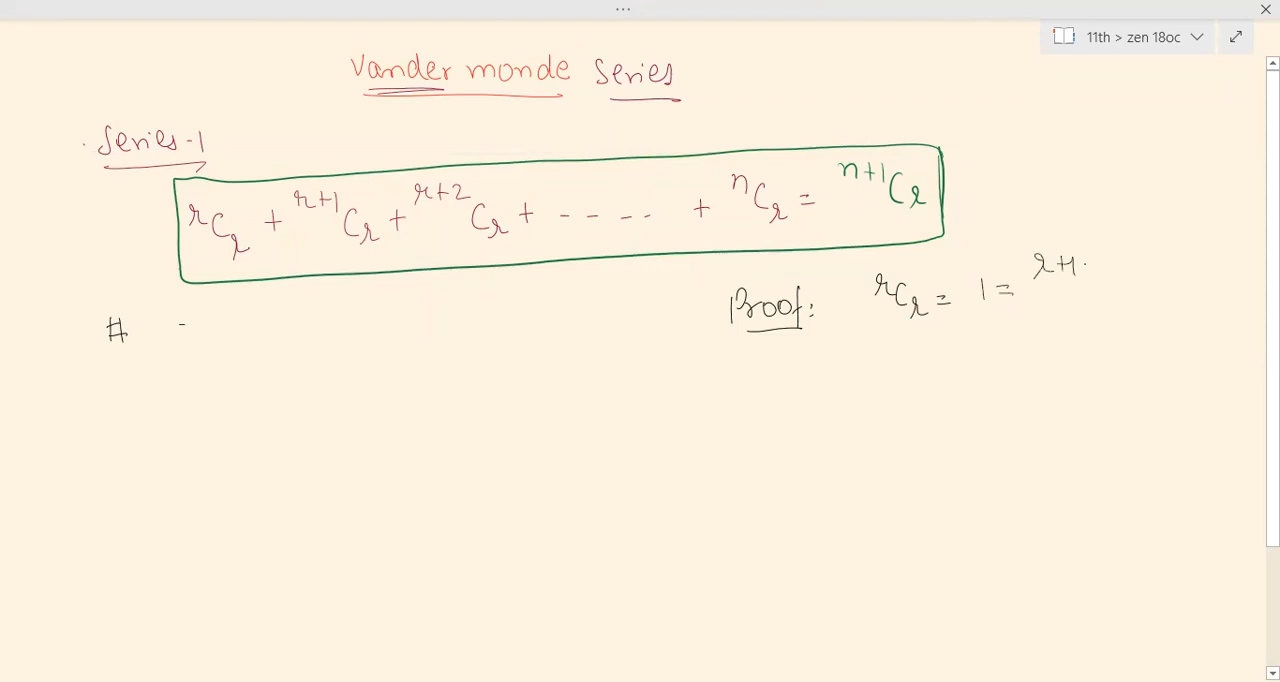 11th > zen 18oc
Vander monde Series
Series-1
ʳCᵣ + ʳ⁺¹Cᵣ + ʳ⁺²Cᵣ + - - - - - + ⁿCᵣ = ⁿ⁺¹Cᵣ
Proof: ʳCᵣ = 1 = ʳ⁺¹·
#